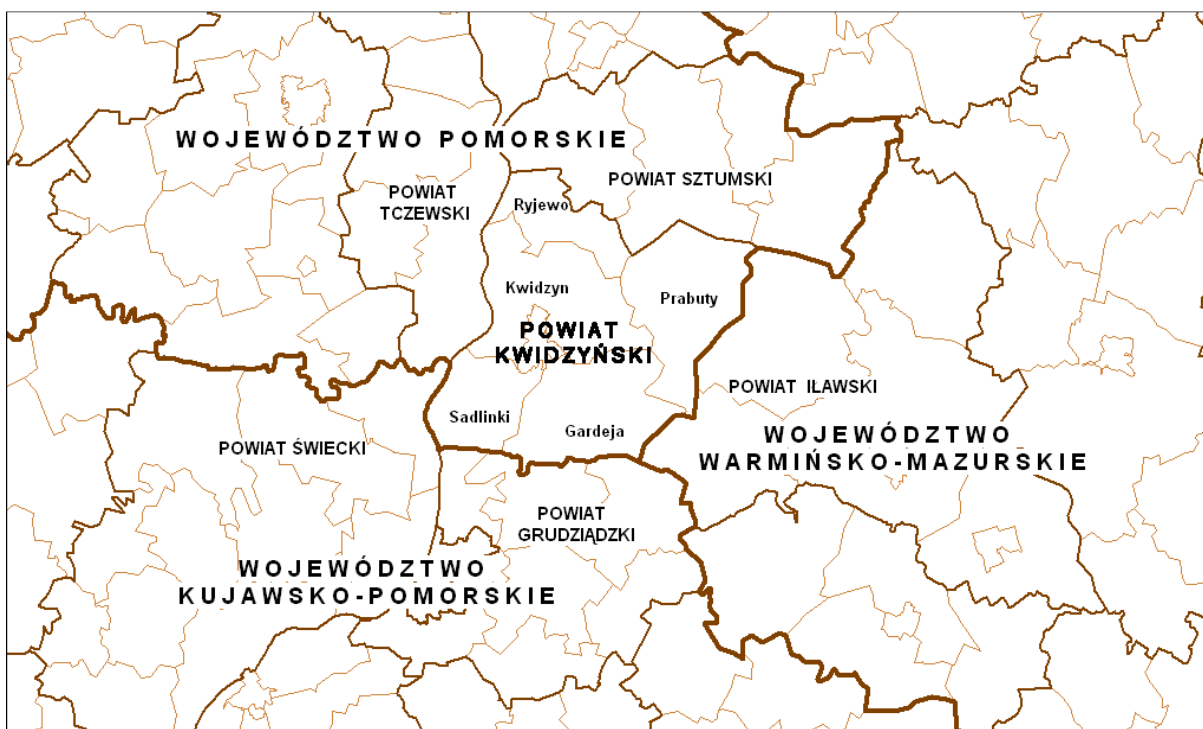 WOJEWÓDZTWO POMORSKIE
POWIAT SZTUMSKI
POWIAT
TCZEWSKI
Ryjewo
Kwidzyn
Prabuty
POWIAT
KWIDZYŃSKI
POWIAT IŁAWSKI
Sadlinki
Gardeja
WOJEWÓDZTWO
WARMIŃSKO-MAZURSKIE
POWIAT ŚWIECKI
POWIAT
GRUDZIĄDZKI
WOJEWÓDZTWO
KUJAWSKO-POMORSKIE